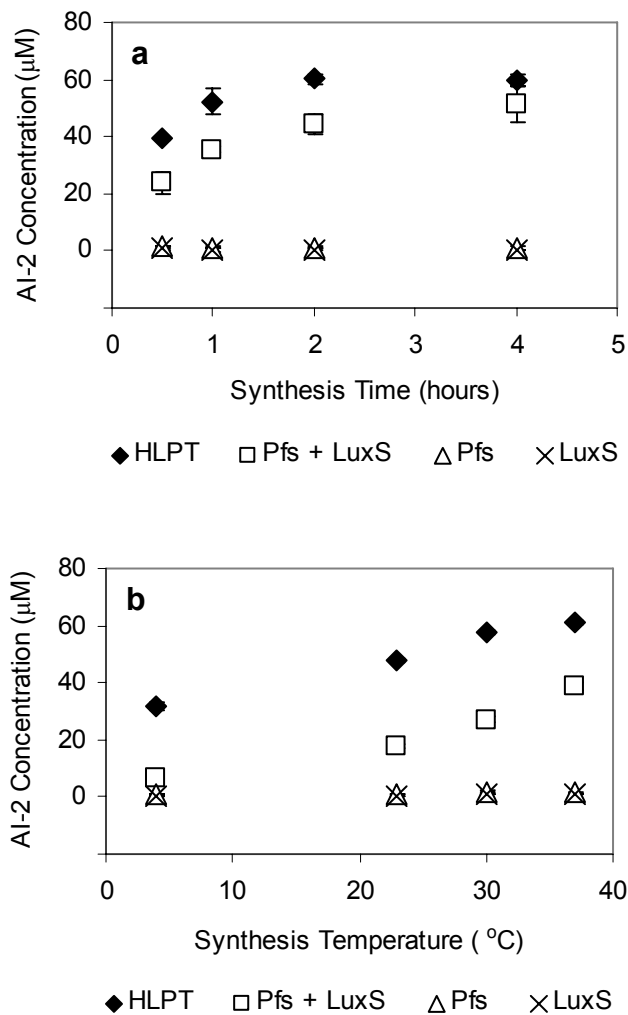 a
AI-2 Concentration (μM)
80
60
40
20
0
0 1 2 3 4 5
Synthesis Time (hours)
HLPT Pfs + LuxS Pfs LuxS
b
AI-2 Concentration (μM)
80
60
40
20
0
0 10 20 30 40
Synthesis Temperature ( °C)
HLPT Pfs + LuxS Pfs LuxS